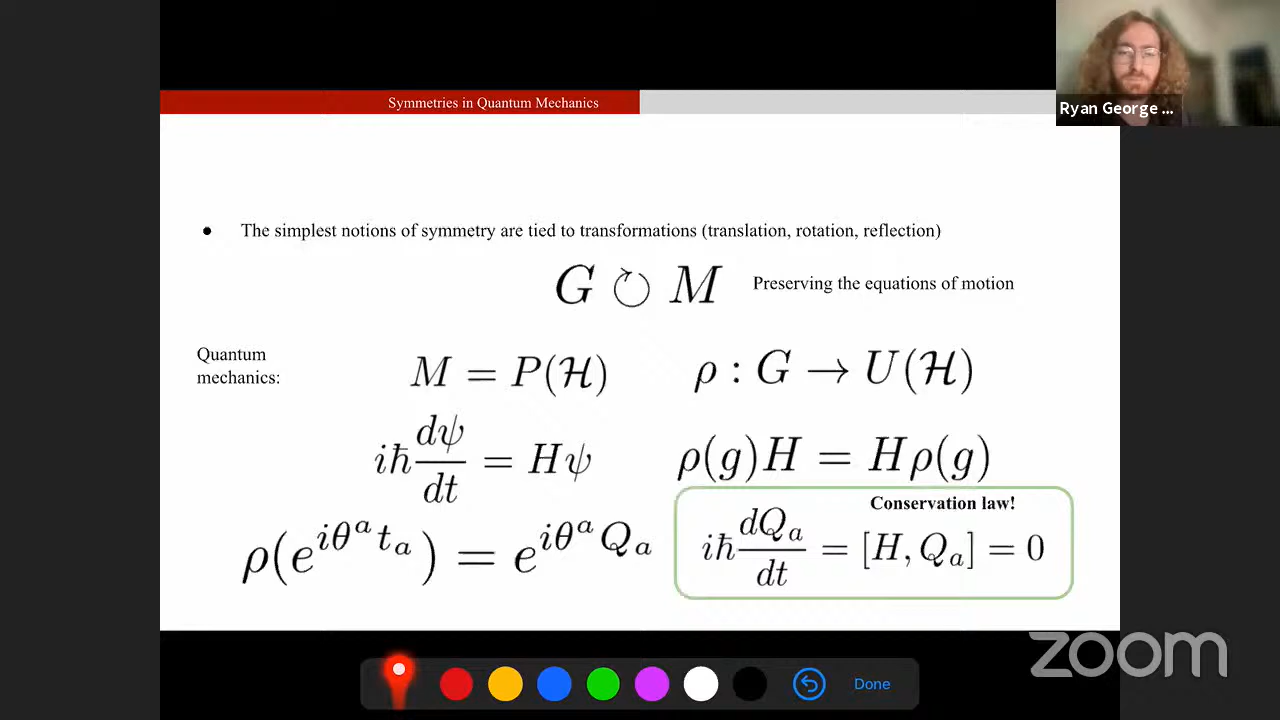 Symmetries in Quantum Mechanics
Ryan George ...
● The simplest notions of symmetry are tied to transformations (translation, rotation, reflection)
G ↻ M Preserving the equations of motion
Quantum
mechanics:
M = P(ℋ) ρ : G → U(ℋ)
iℏ dψ/dt = Hψ ρ(g)H = Hρ(g)
Conservation law!
ρ(e^{iθ^a t_a}) = e^{iθ^a Q_a} iℏ dQ_a/dt = [H, Q_a] = 0
zoom
Done